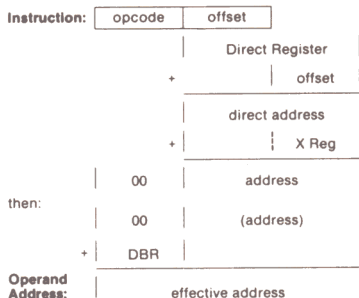 Instruction: opcode offset
Direct Register
+ offset
direct address
+ X Reg
00 address
then:
00 (address)
+ DBR
Operand
Address: effective address